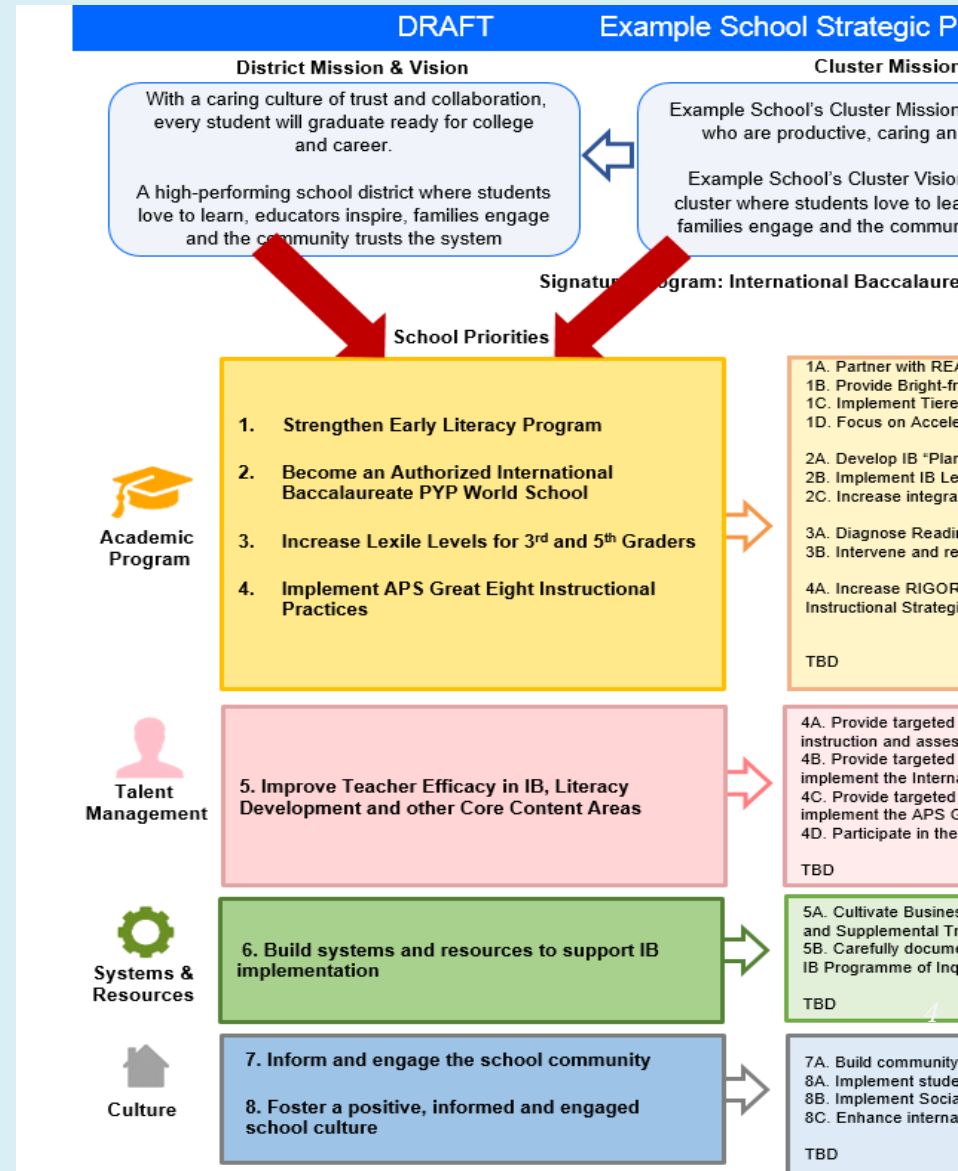 DRAFT Example School Strategic P
District Mission & Vision
With a caring culture of trust and collaboration,
every student will graduate ready for college
and career.
A high-performing school district where students
love to learn, educators inspire, families engage
and the community trusts the system
Cluster Mission
Example School's Cluster Mission
who are productive, caring an
Example School's Cluster Visio
cluster where students love to lea
families engage and the commu
Signatu ogram: International Baccalaure
School Priorities
Academic
Program
1. Strengthen Early Literacy Program
2. Become an Authorized International
Baccalaureate PYP World School
3. Increase Lexile Levels for 3rd and 5th Graders
4. Implement APS Great Eight Instructional
Practices
1A. Partner with REA
1B. Provide Bright-fr
1C. Implement Tiere
1D. Focus on Accele
2A. Develop IB "Plan
2B. Implement IB Le
2C. Increase integra
3A. Diagnose Readi
3B. Intervene and re
4A. Increase RIGOR
Instructional Strategi
TBD
Talent
Management
5. Improve Teacher Efficacy in IB, Literacy
Development and other Core Content Areas
4A. Provide targeted
instruction and asses
4B. Provide targeted
implement the Interna
4C. Provide targeted
implement the APS G
4D. Participate in the
TBD
Systems &
Resources
6. Build systems and resources to support IB
implementation
5A. Cultivate Busines
and Supplemental Tr
5B. Carefully docume
IB Programme of Inq
TBD
4
Culture
7. Inform and engage the school community
8. Foster a positive, informed and engaged
school culture
7A. Build community
8A. Implement stude
8B. Implement Socia
8C. Enhance interna
TBD